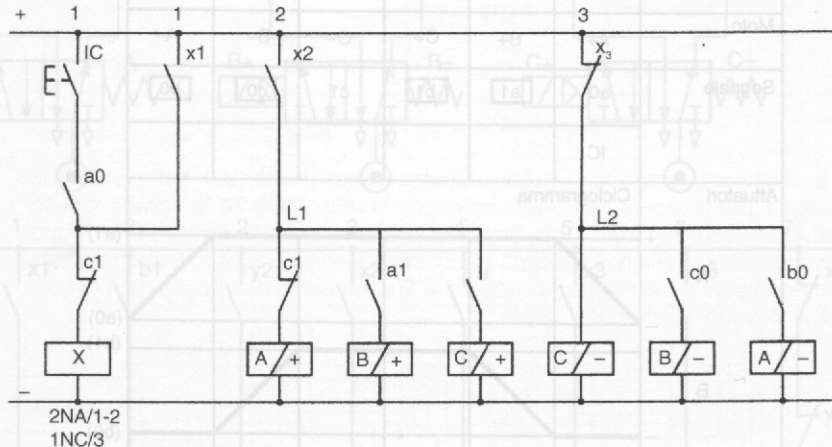 + 1 1 2 3
IC x1 x2 x₃
a0
L1 L2
c1 c1 a1 c0 b0
X A + B + C + C – B – A –
–
2NA/1-2
1NC/3